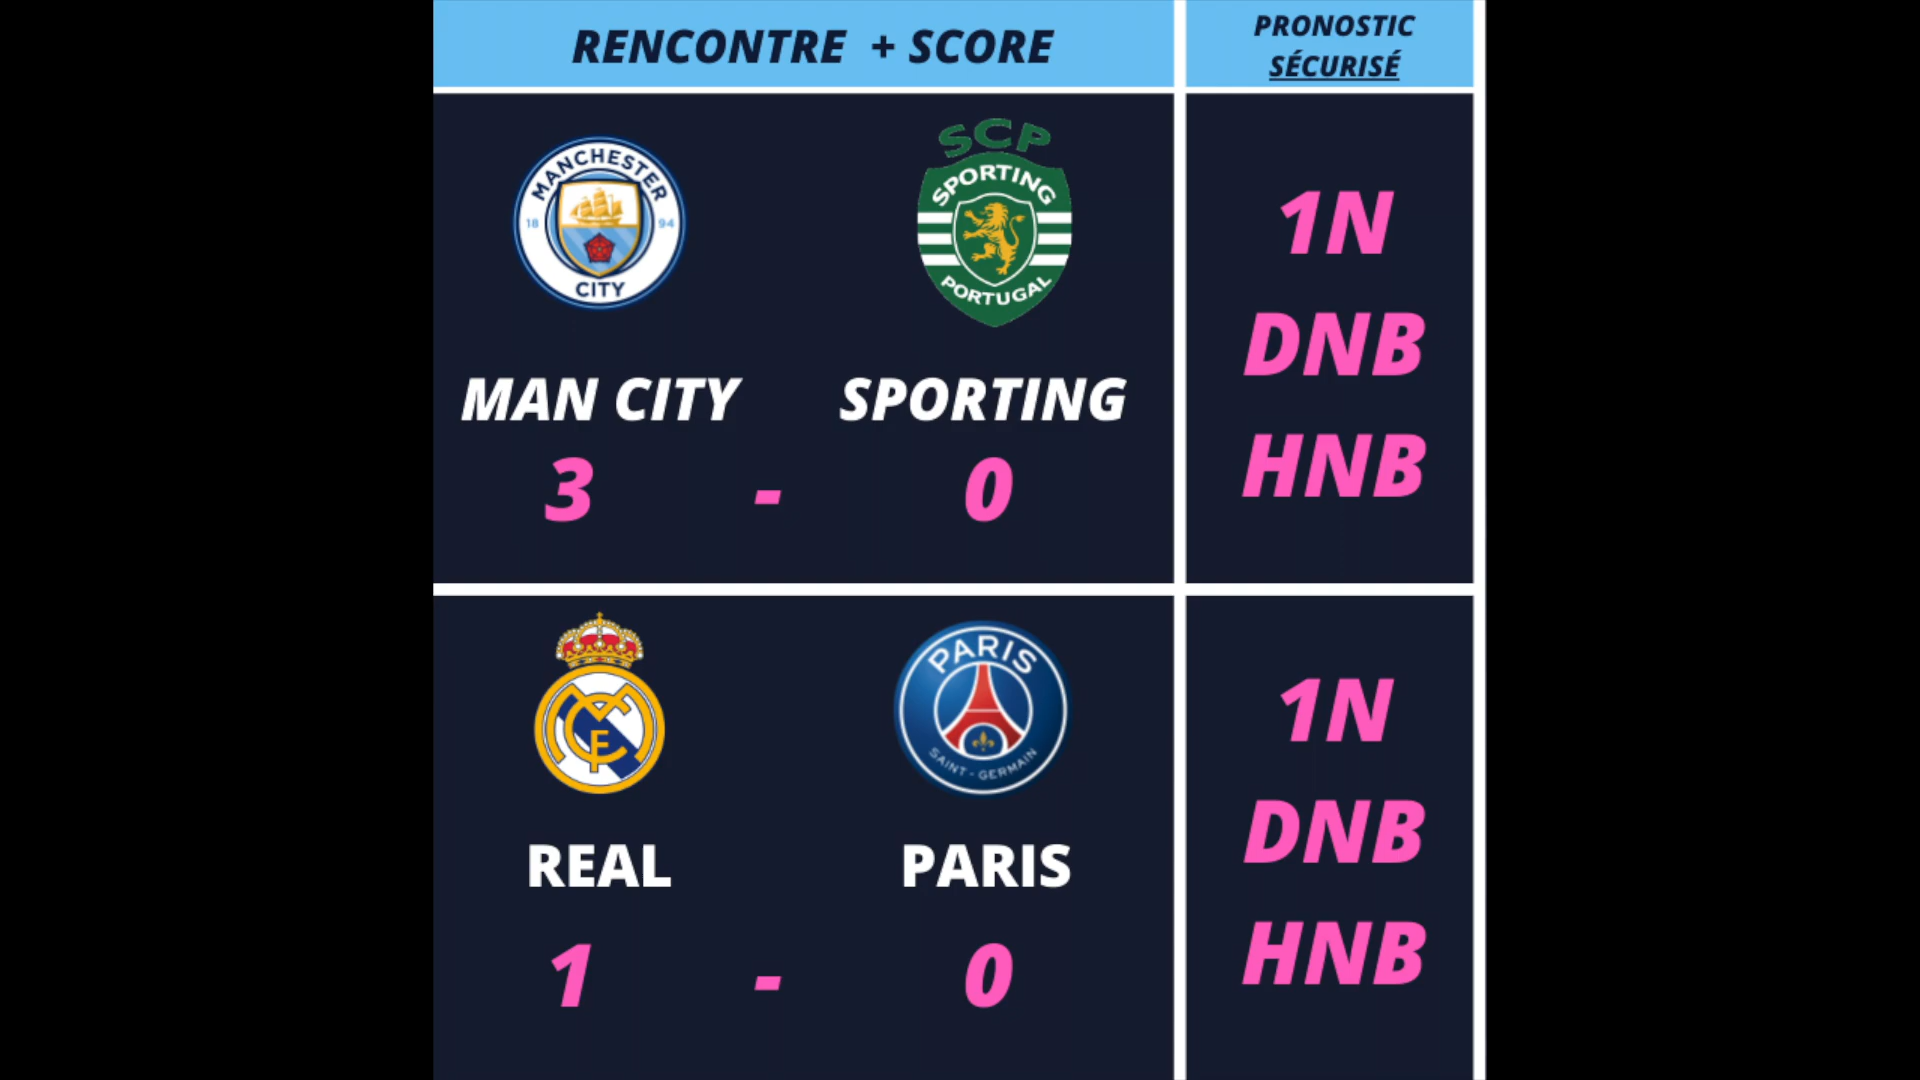 RENCONTRE + SCORE
PRONOSTIC
SÉCURISÉ
MANCHESTER
18 94
CITY
SCP
SPORTING
PORTUGAL
MAN CITY SPORTING
3 - 0
1N
DNB
HNB
PARIS
SAINT-GERMAIN
REAL PARIS
1 - 0
1N
DNB
HNB